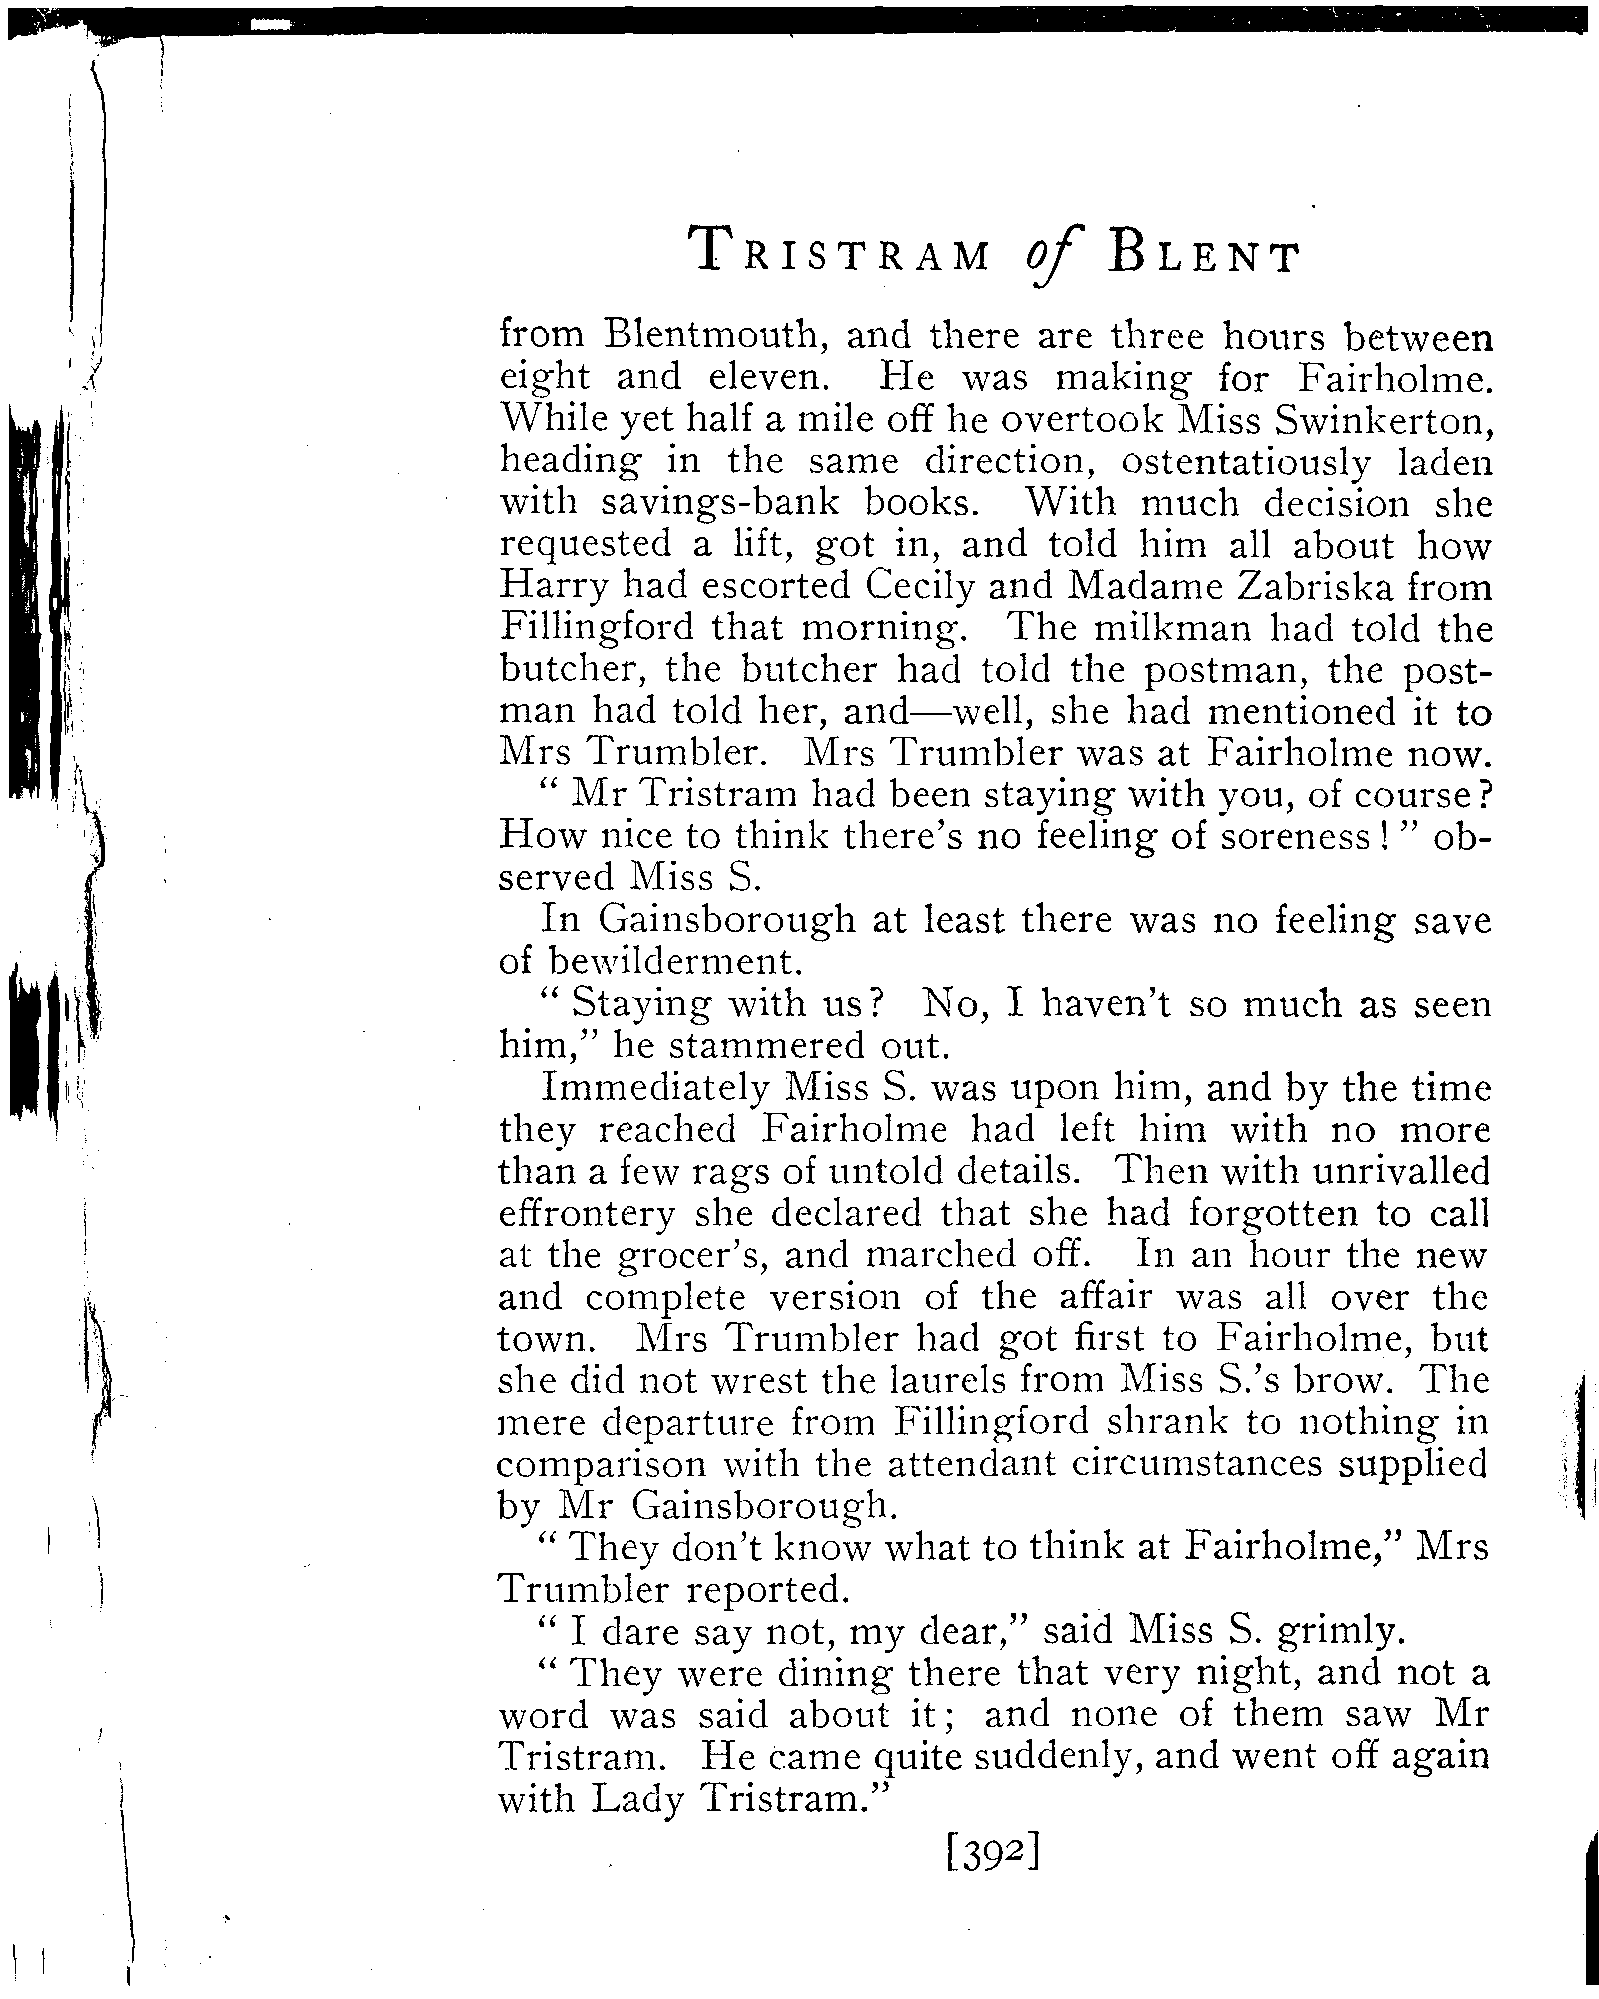 TRISTRAM of BLENT
from Blentmouth, and there are three hours between
eight and eleven. He was making for Fairholme.
While yet half a mile off he overtook Miss Swinkerton,
heading in the same direction, ostentatiously laden
with savings-bank books. With much decision she
requested a lift, got in, and told him all about how
Harry had escorted Cecily and Madame Zabriska from
Fillingford that morning. The milkman had told the
butcher, the butcher had told the postman, the post-
man had told her, and—well, she had mentioned it to
Mrs Trumbler. Mrs Trumbler was at Fairholme now.
“ Mr Tristram had been staying with you, of course?
How nice to think there's no feeling of soreness! ” ob-
served Miss S.
In Gainsborough at least there was no feeling save
of bewilderment.
“ Staying with us? No, I haven't so much as seen
him,” he stammered out.
Immediately Miss S. was upon him, and by the time
they reached Fairholme had left him with no more
than a few rags of untold details. Then with unrivalled
effrontery she declared that she had forgotten to call
at the grocer's, and marched off. In an hour the new
and complete version of the affair was all over the
town. Mrs Trumbler had got first to Fairholme, but
she did not wrest the laurels from Miss S.'s brow. The
mere departure from Fillingford shrank to nothing in
comparison with the attendant circumstances supplied
by Mr Gainsborough.
“ They don't know what to think at Fairholme,” Mrs
Trumbler reported.
“ I dare say not, my dear,” said Miss S. grimly.
“ They were dining there that very night, and not a
word was said about it; and none of them saw Mr
Tristram. He came quite suddenly, and went off again
with Lady Tristram.”
[392]